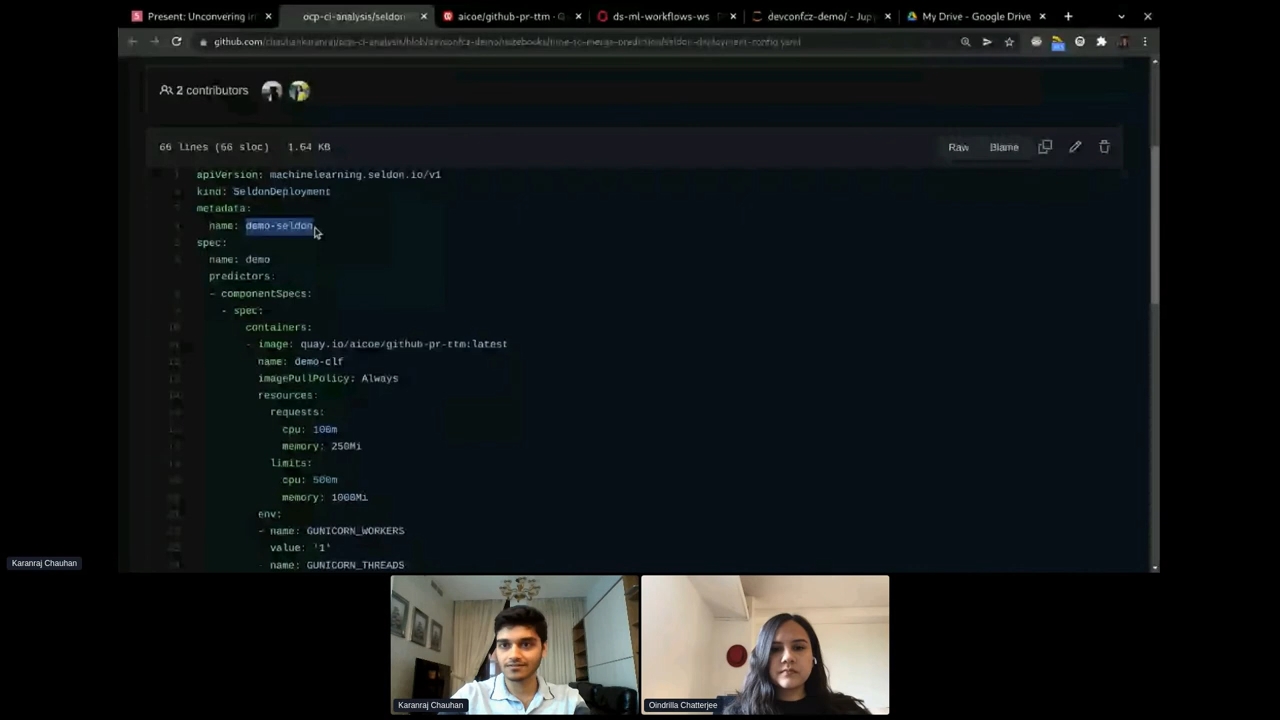 Present: Unconvering in
ocp-ci-analysis/seldon
aicoe/github-pr-ttm ·
ds-ml-workflows-ws
devconfcz-demo/ - Jup
My Drive - Google Drive
2 contributors
66 lines (66 sloc) 1.64 KB
Raw Blame
apiVersion: machinelearning.seldon.io/v1
kind: SeldonDeployment
metadata:
name: demo-seldon
spec:
name: demo
predictors:
- componentSpecs:
- spec:
containers:
- image: quay.io/aicoe/github-pr-ttm:latest
name: demo-clf
imagePullPolicy: Always
resources:
requests:
cpu: 100m
memory: 250Mi
limits:
cpu: 500m
memory: 1000Mi
env:
- name: GUNICORN_WORKERS
value: '1'
- name: GUNICORN_THREADS
Karanraj Chauhan
Karanraj Chauhan
Oindrilla Chatterjee